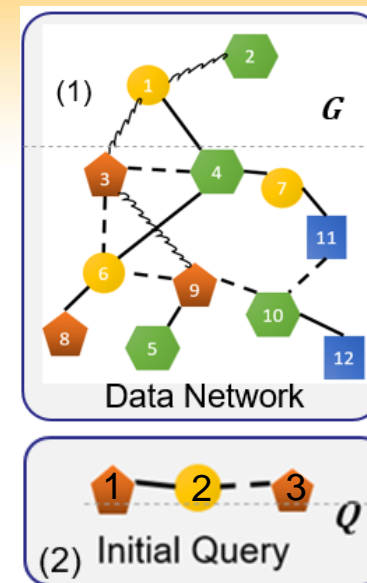 2
1
(1)
G
3
4
7
11
6
9
10
8
5
12
Data Network
1 2 3
Q
(2) Initial Query